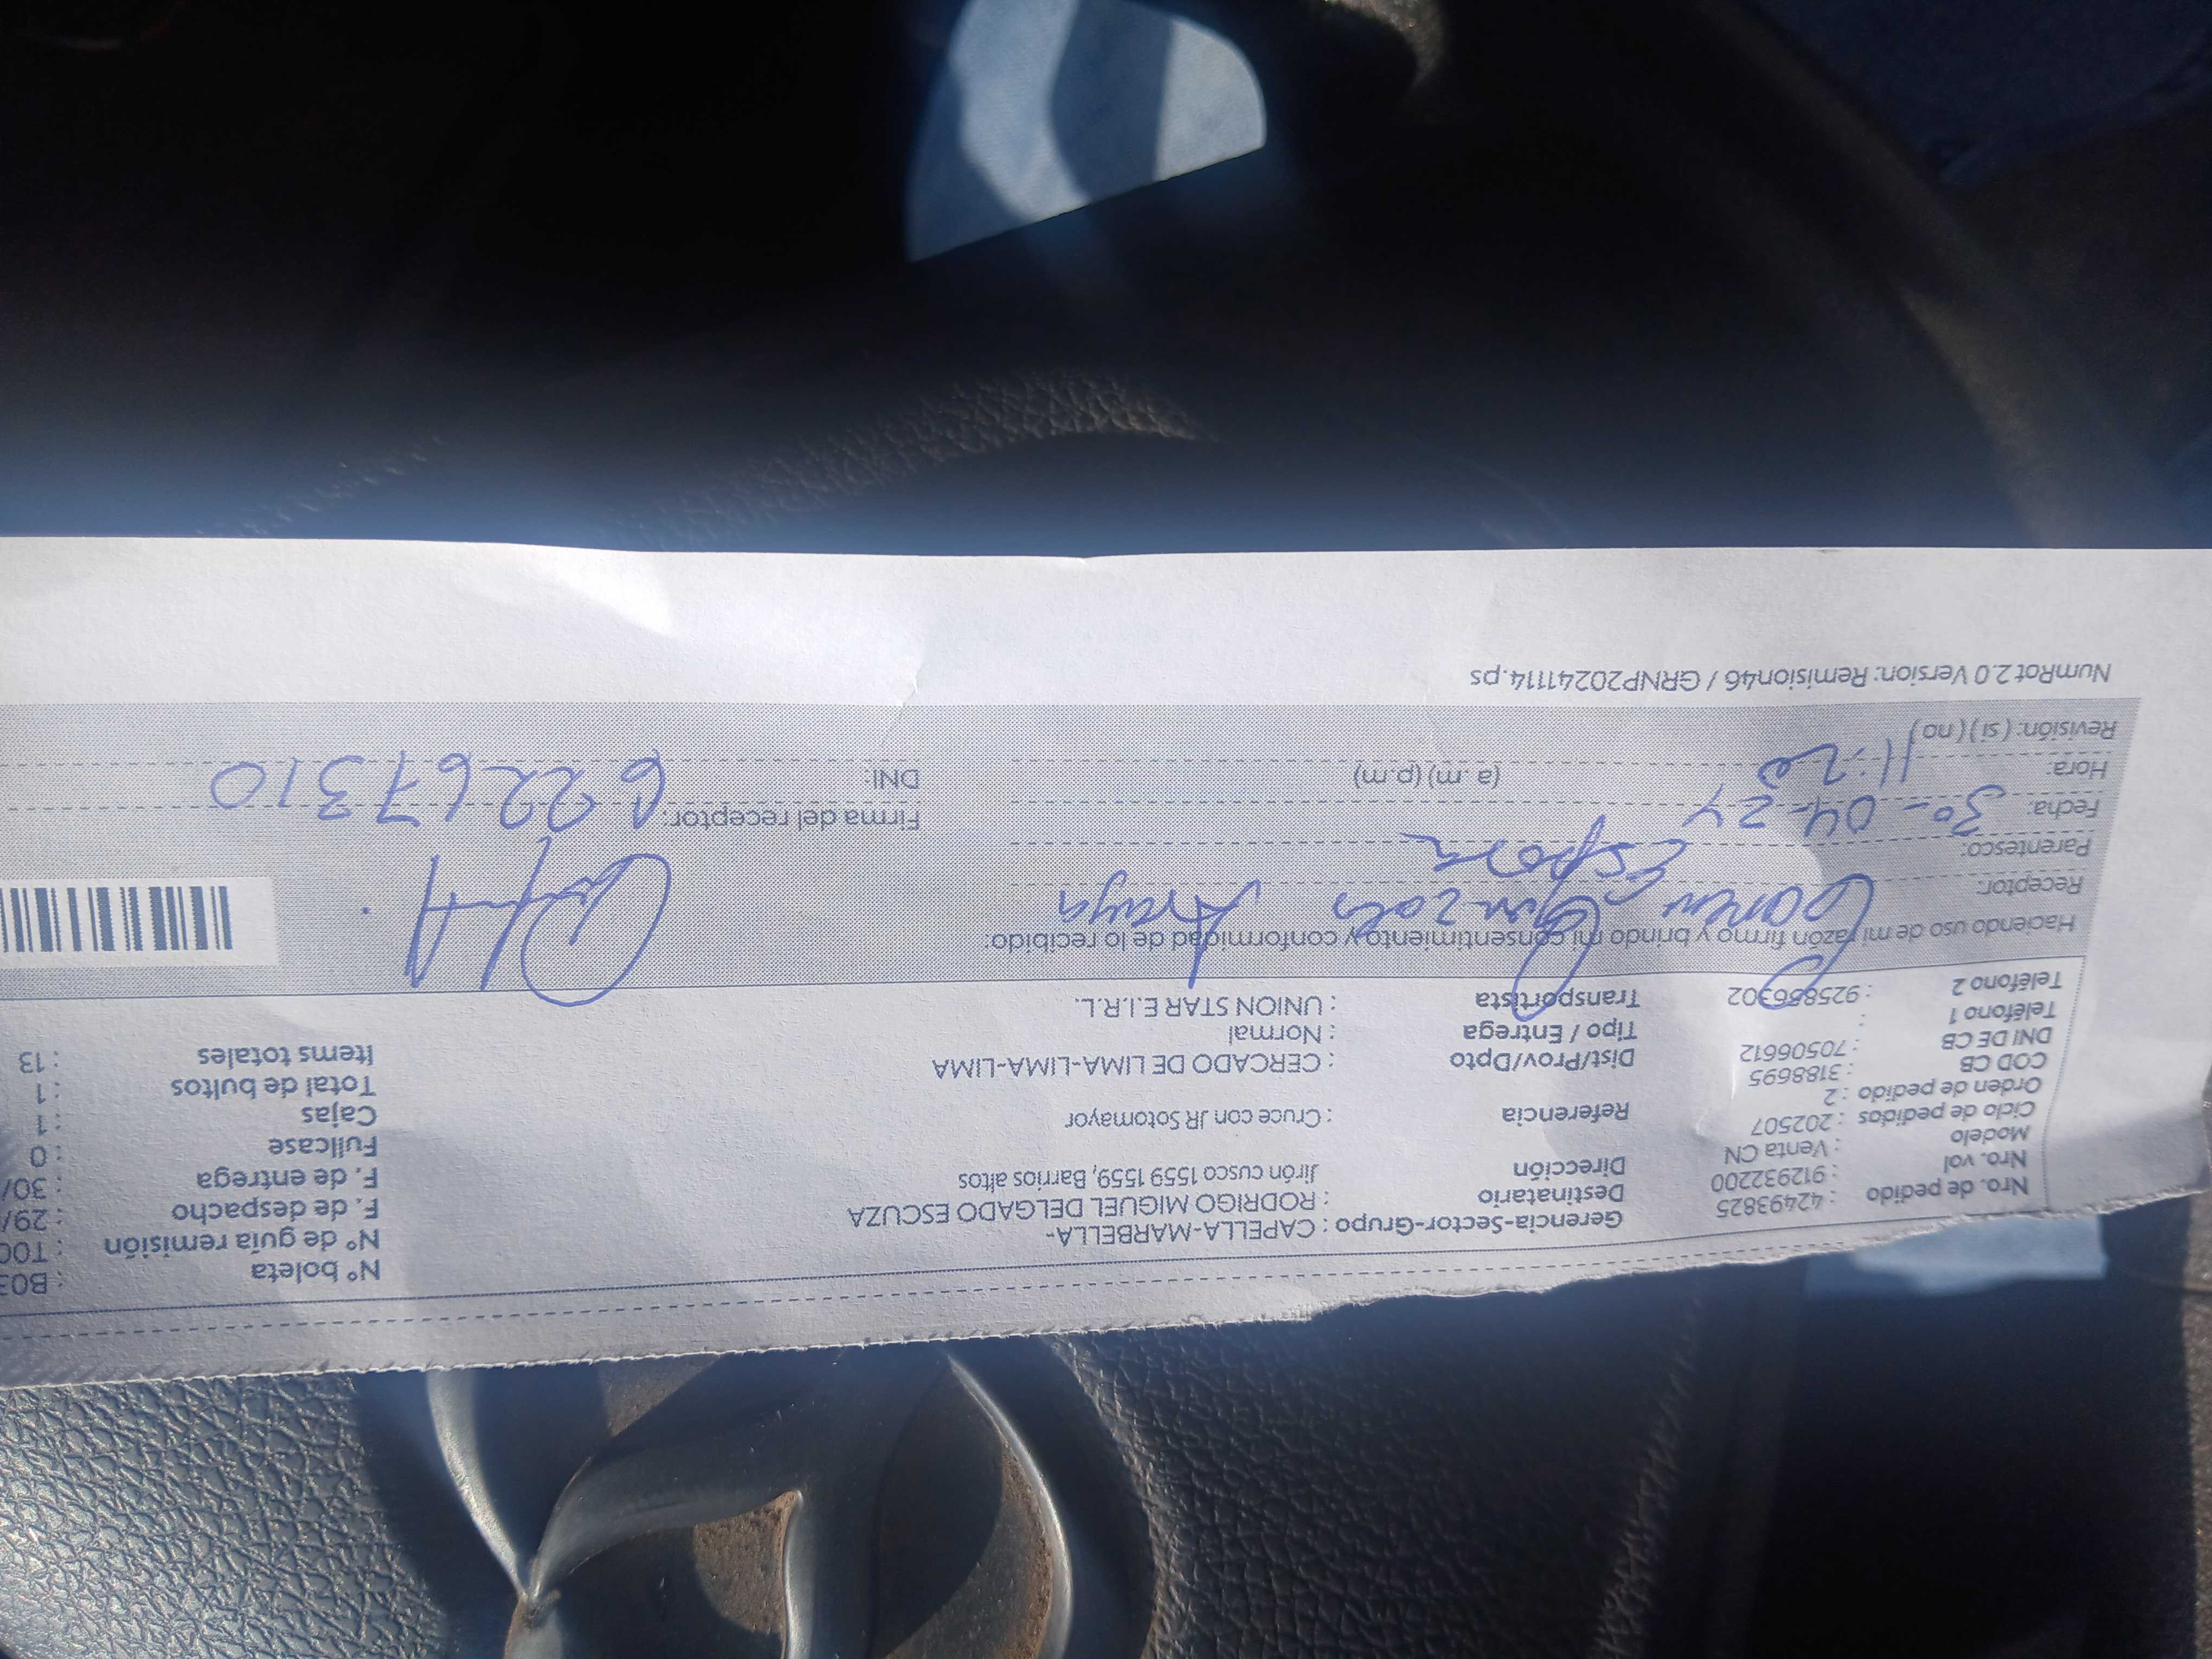 Nro. de pedido : 42493825
Nro. vol : 912932200
Modelo : Venta CN
Ciclo de pedidos : 202507
Orden de pedido : 2
COD CB : 3188695
DNI DE CB : 70506612
Teléfono 1 :
Teléfono 2 : 925856302
Gerencia-Sector-Grupo : CAPELLA-MARBELLA-
Destinatario : RODRIGO MIGUEL DELGADO ESCUZA
Dirección Jirón cusco 1559 1559, Barrios altos
Referencia : Cruce con JR Sotomayor
Dist/Prov/Dpto : CERCADO DE LIMA-LIMA-LIMA
Tipo / Entrega : Normal
Transportista : UNION STAR E.I.R.L.
Nº boleta : B03
Nº de guía remisión : T00
F. de despacho : 29/
F. de entrega : 30/
Fullcase : 0
Cajas : 1
Total de bultos : 1
Items totales : 13
Haciendo uso de mi razón firmo y brindo mi consentimiento y conformidad de lo recibido:
Receptor: Araya
Parentesco: Esposa
Fecha: 30-04-24
Hora: 11:20 (a.m) (p.m)
Revisión: (si) (no)
Firma del receptor:
DNI: 62267310
NumRot 2.0 Version: Remision46 / GRNP20241114.ps